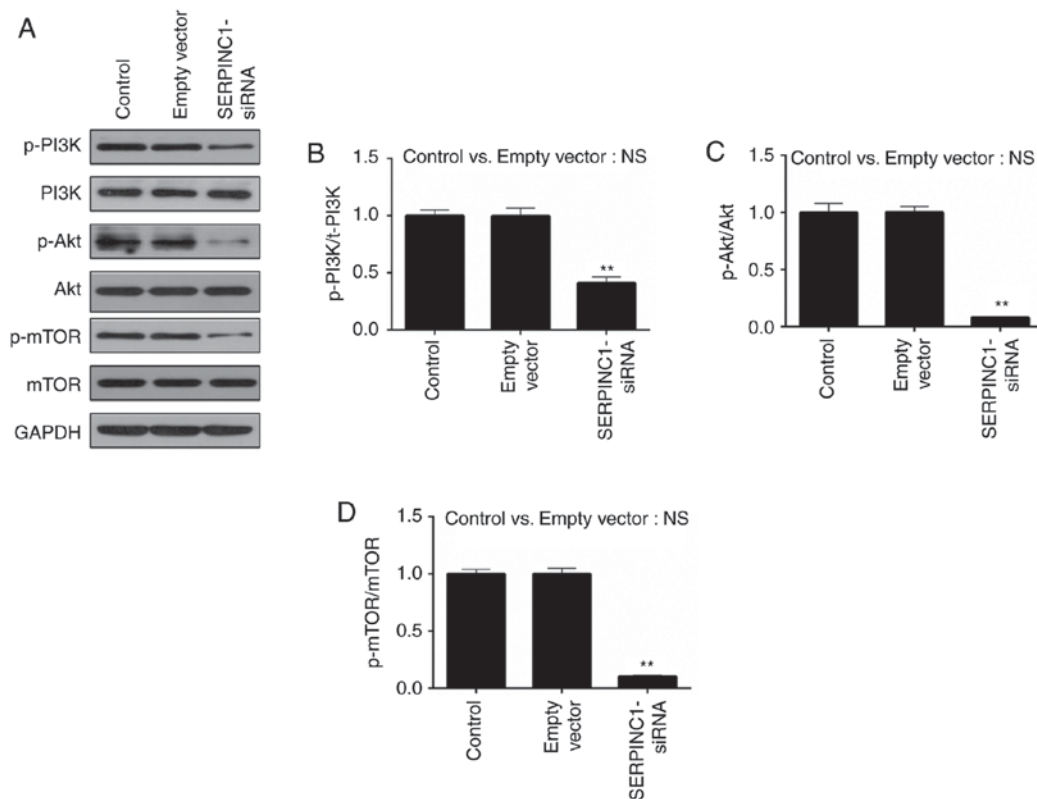 A
Control
Empty vector
SERPINC1-
siRNA
p-PI3K
PI3K
p-Akt
Akt
p-mTOR
mTOR
GAPDH
B
Control vs. Empty vector : NS
p-PI3K/t-PI3K
1.5
1.0
0.5
0.0
**
Control
Empty
vector
SERPINC1-
siRNA
C
Control vs. Empty vector : NS
p-Akt/Akt
1.5
1.0
0.5
0.0
**
Control
Empty
vector
SERPINC1-
siRNA
D
Control vs. Empty vector : NS
p-mTOR/mTOR
1.5
1.0
0.5
0.0
**
Control
Empty
vector
SERPINC1-
siRNA